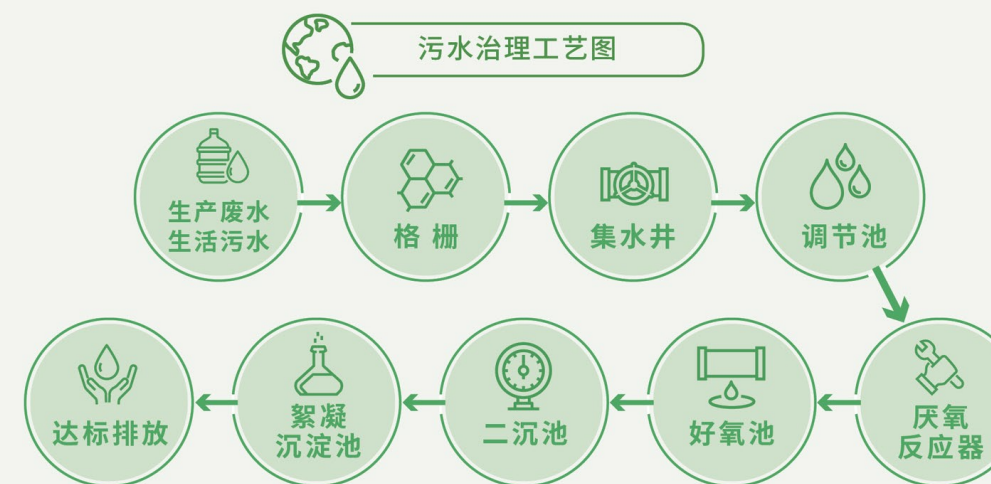 污水治理工艺图
生产废水
生活污水
格 栅
集水井
调节池
厌氧
反应器
好氧池
二沉池
絮凝
沉淀池
达标排放